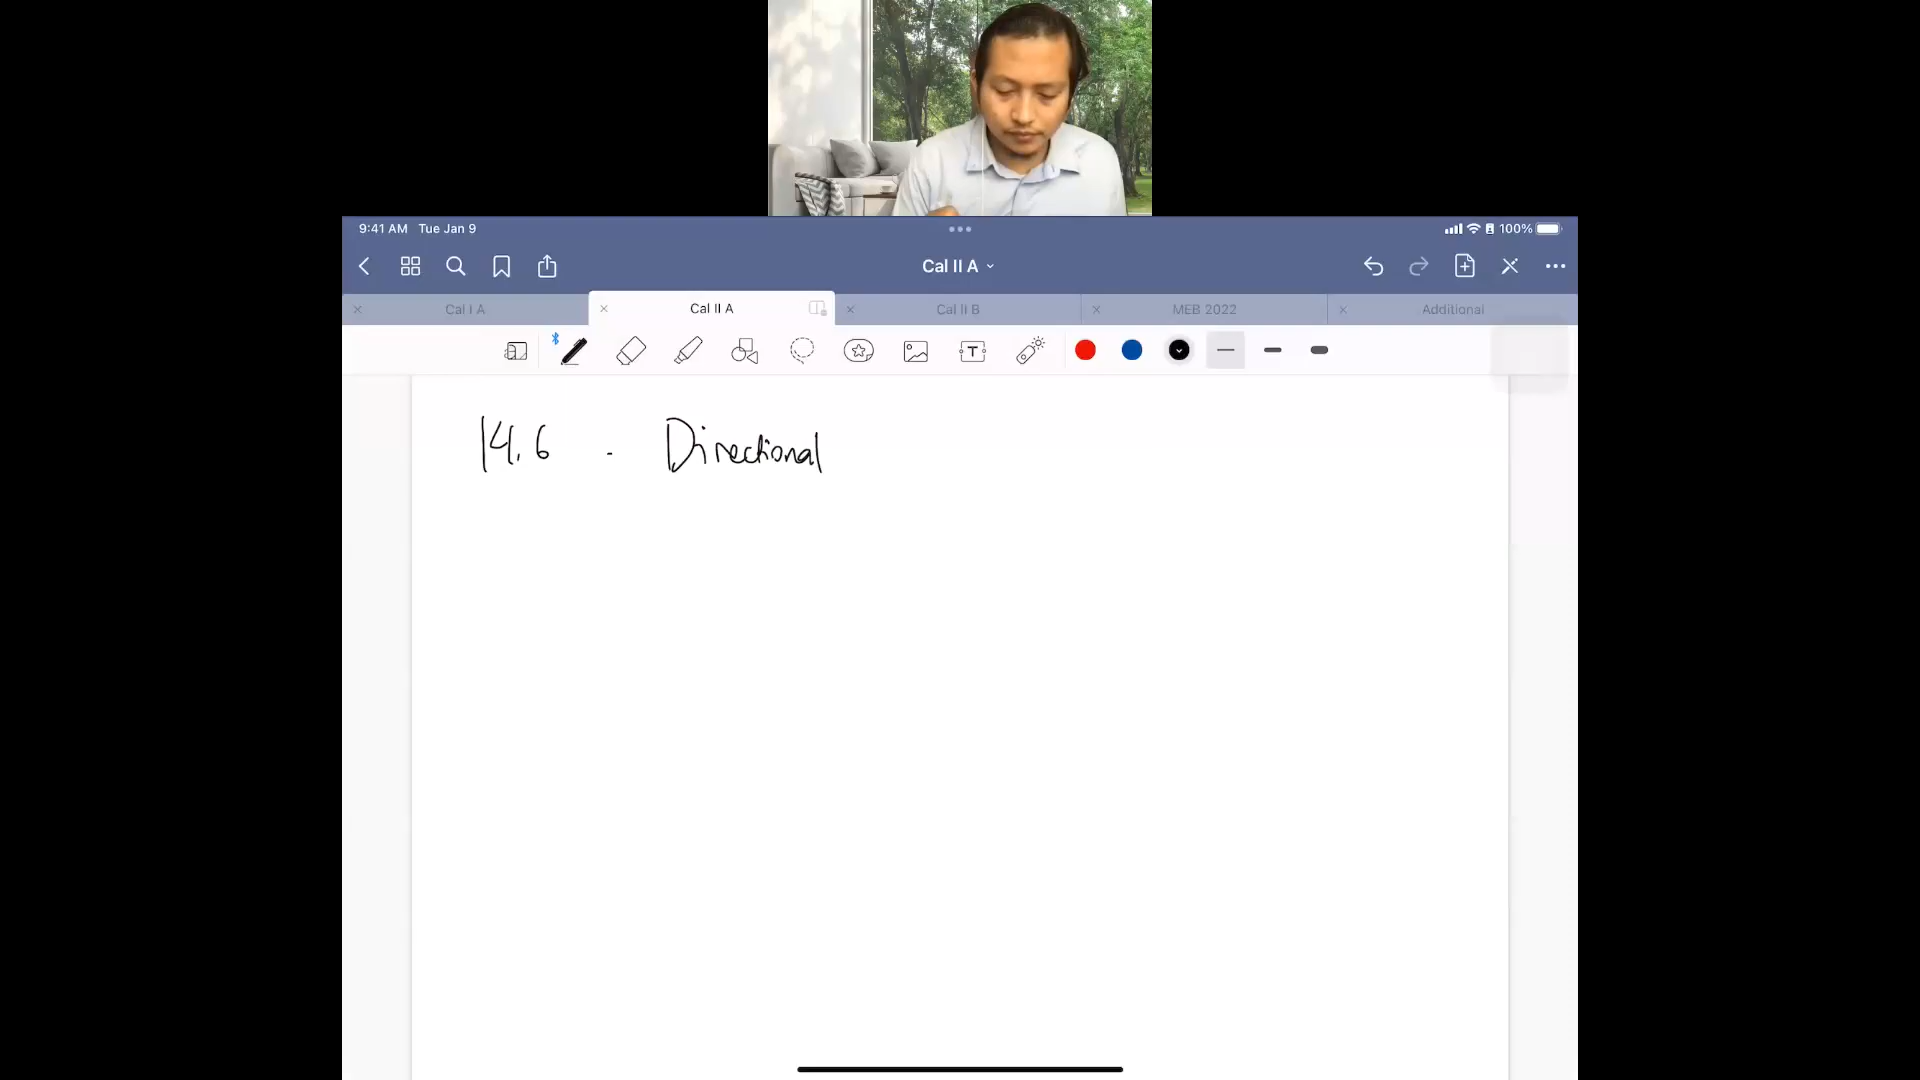 9:41 AM Tue Jan 9
100%
Cal II A
Cal I A
Cal II A
Cal II B
MEB 2022
Additional
T
14.6 . Directional